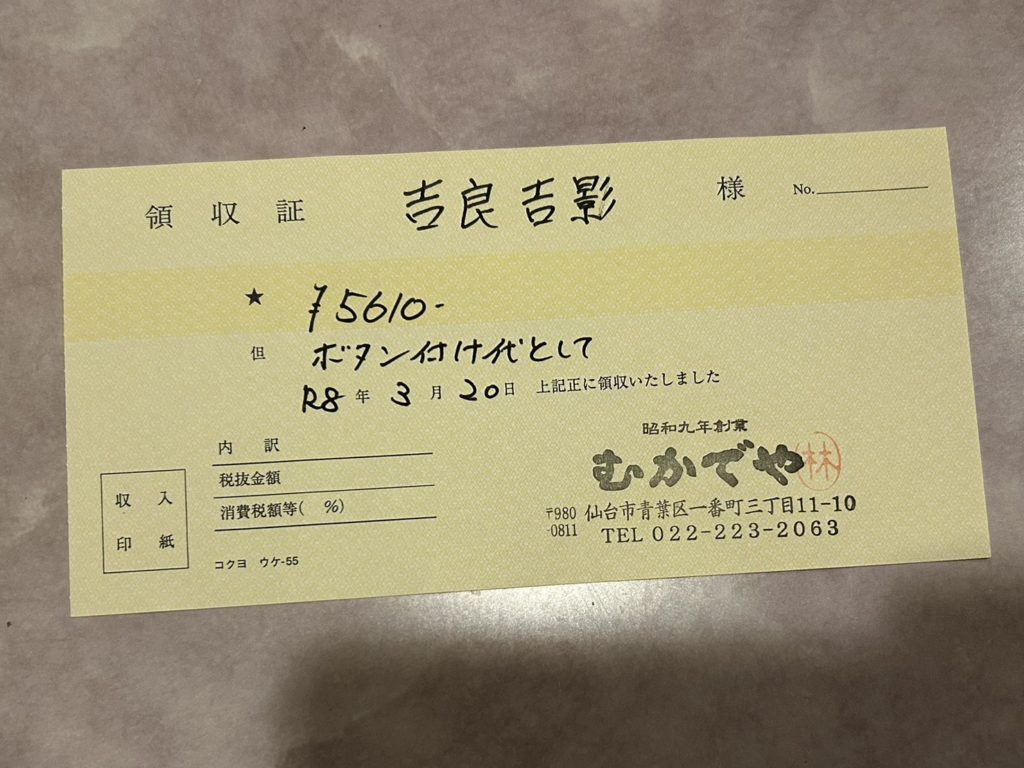 領収証 吉良吉影 様 No.
★ ¥5610-
但 ボタン付け代として
R8年3月20日 上記正に領収いたしました
内訳
税抜金額
消費税額等( %)
収入
印紙
コクヨ ウケ-55
昭和九年創業
むかでや 林
〒980-0811 仙台市青葉区一番町三丁目11-10
TEL 022-223-2063